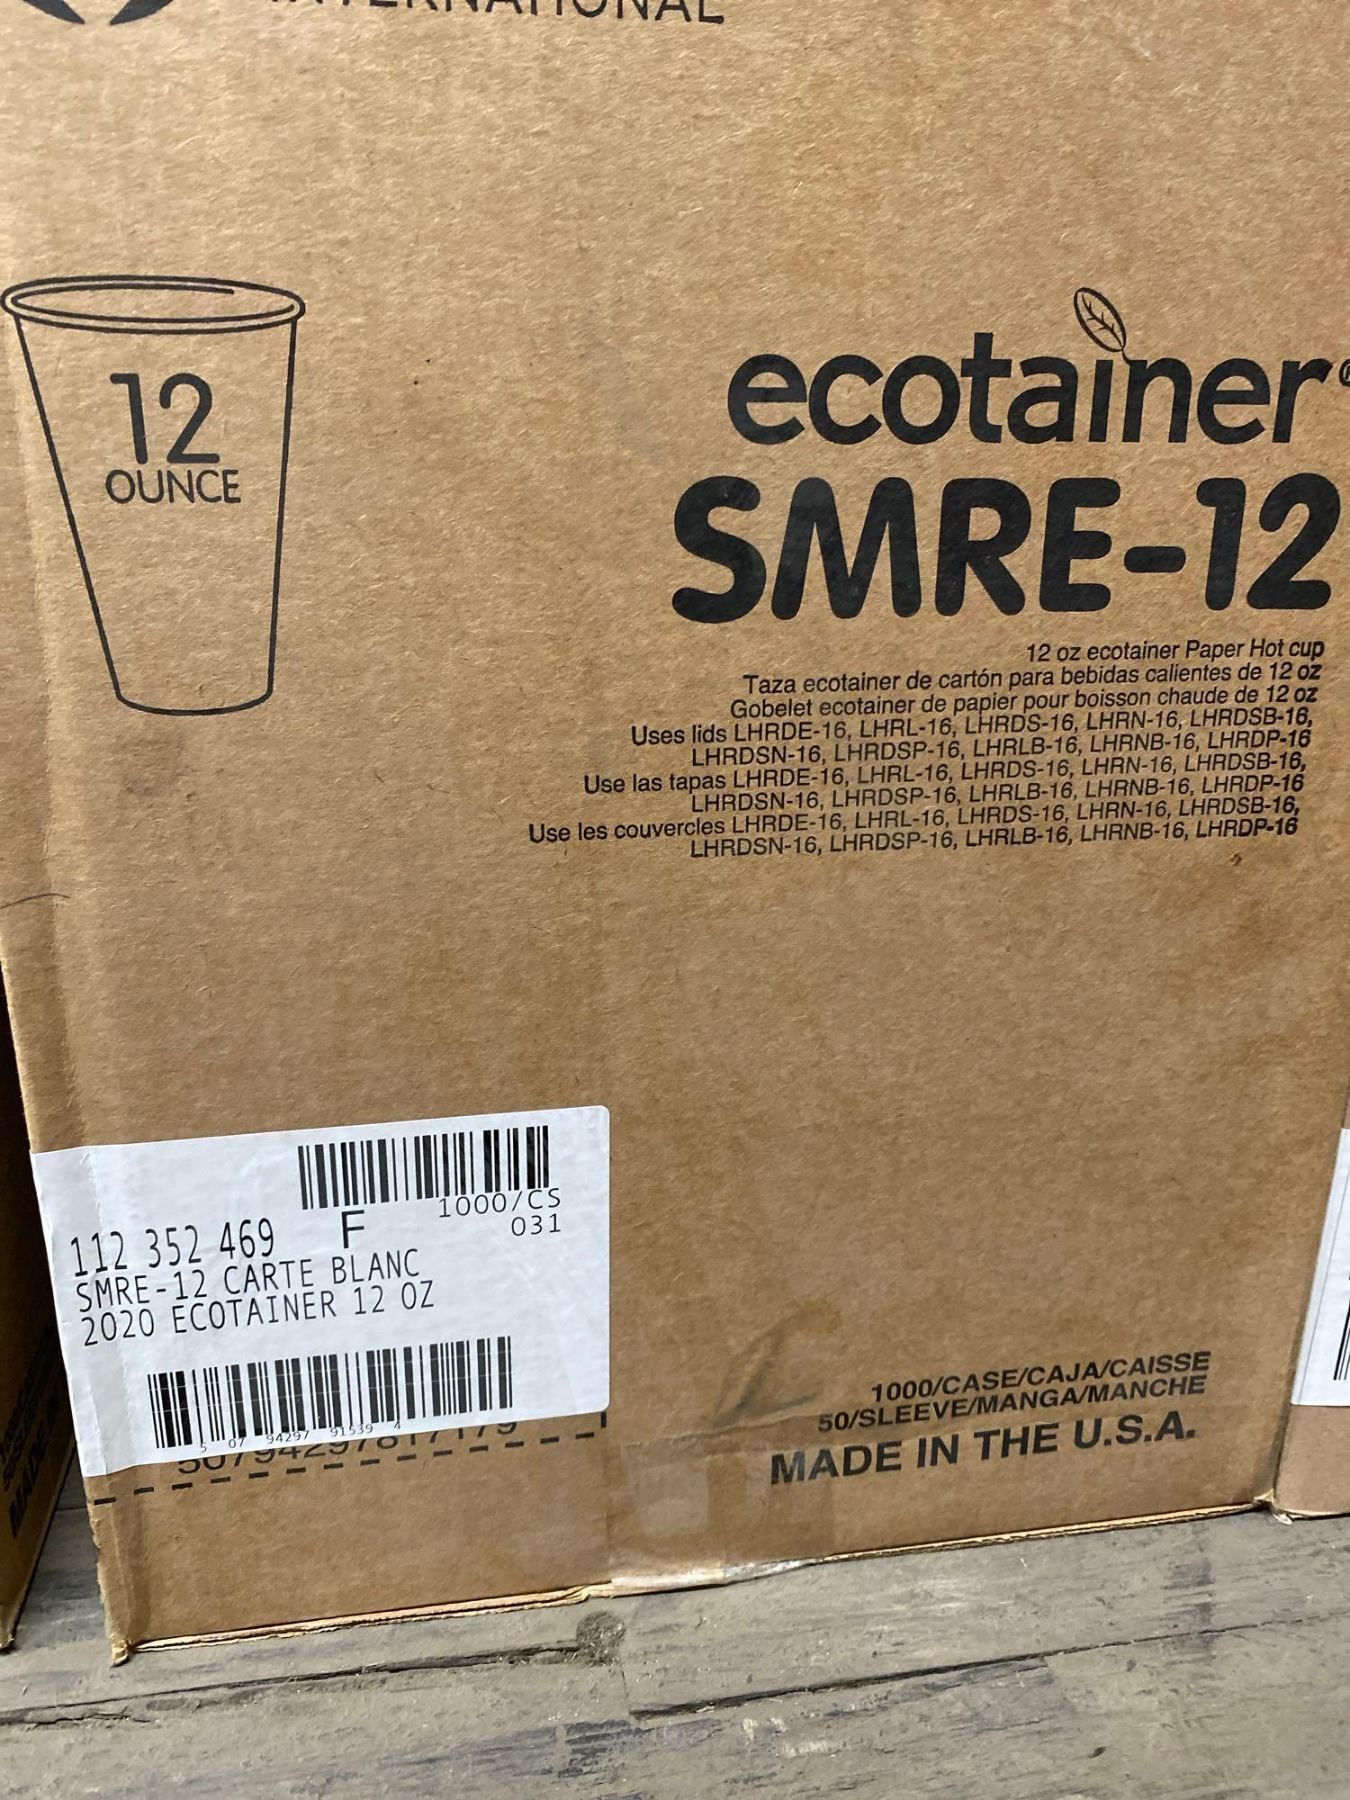 INTERNATIONAL
12
OUNCE
ecotainer®
SMRE-12
12 oz ecotainer Paper Hot cup
Taza ecotainer de cartón para bebidas calientes de 12 oz
Gobelet ecotainer de papier pour boisson chaude de 12 oz
Uses lids LHRDE-16, LHRL-16, LHRDS-16, LHRN-16, LHRDSB-16,
LHRDSN-16, LHRDSP-16, LHRLB-16, LHRNB-16, LHRDP-16
Use las tapas LHRDE-16, LHRL-16, LHRDS-16, LHRN-16, LHRDSB-16,
LHRDSN-16, LHRDSP-16, LHRLB-16, LHRNB-16, LHRDP-16
Use les couvercles LHRDE-16, LHRL-16, LHRDS-16, LHRN-16, LHRDSB-16,
LHRDSN-16, LHRDSP-16, LHRLB-16, LHRNB-16, LHRDP-16
1000/CS
112 352 469 F 031
SMRE-12 CARTE BLANC
2020 ECOTAINER 12 OZ
5 07 94297 91539 4
1000/CASE/CAJA/CAISSE
50/SLEEVE/MANGA/MANCHE
MADE IN THE U.S.A.